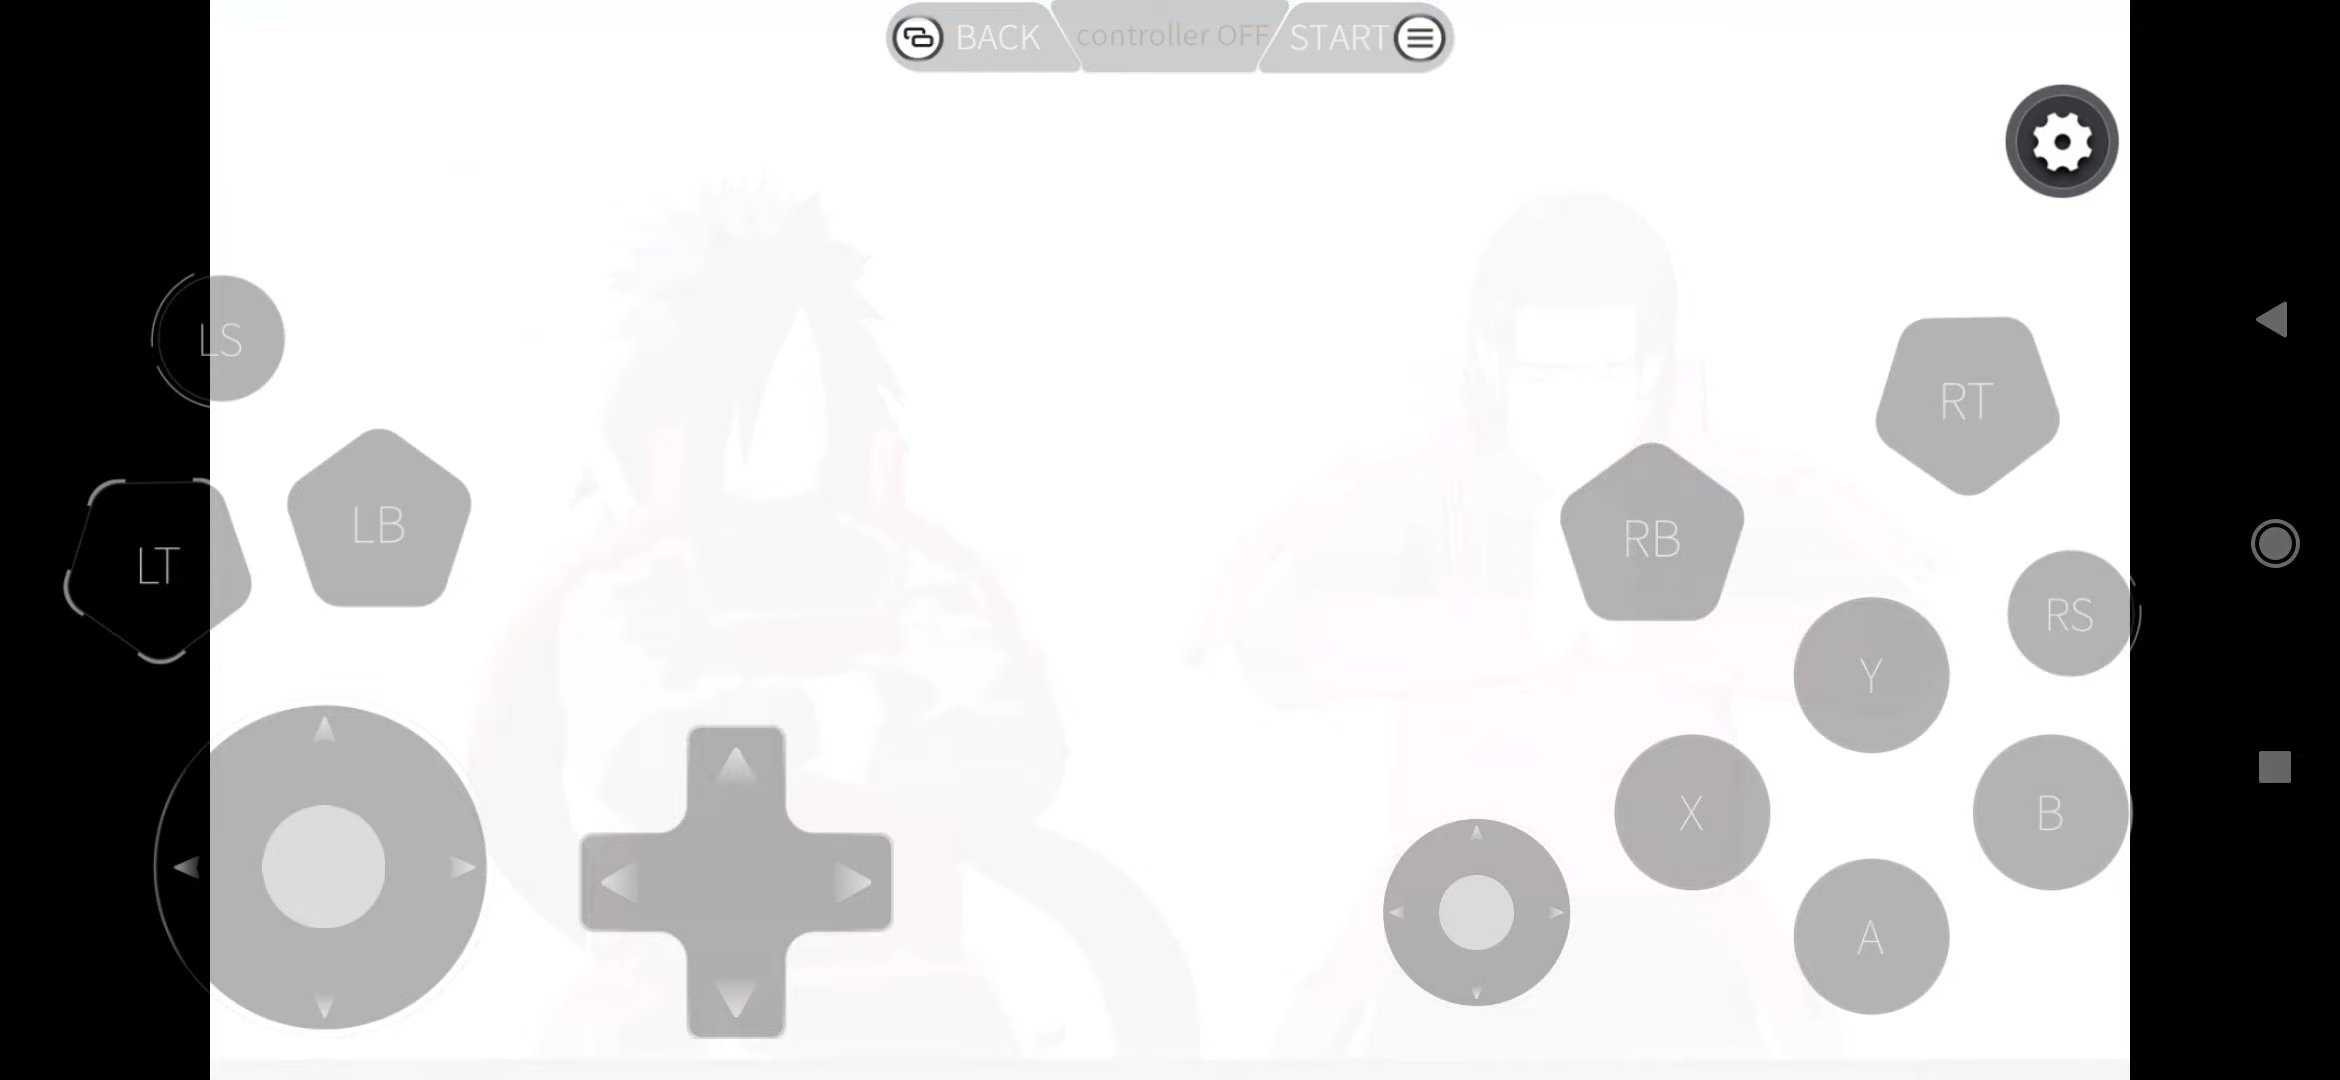 BACK
controller OFF
START
LS
RT
LB
RB
LT
RS
Y
X
B
A